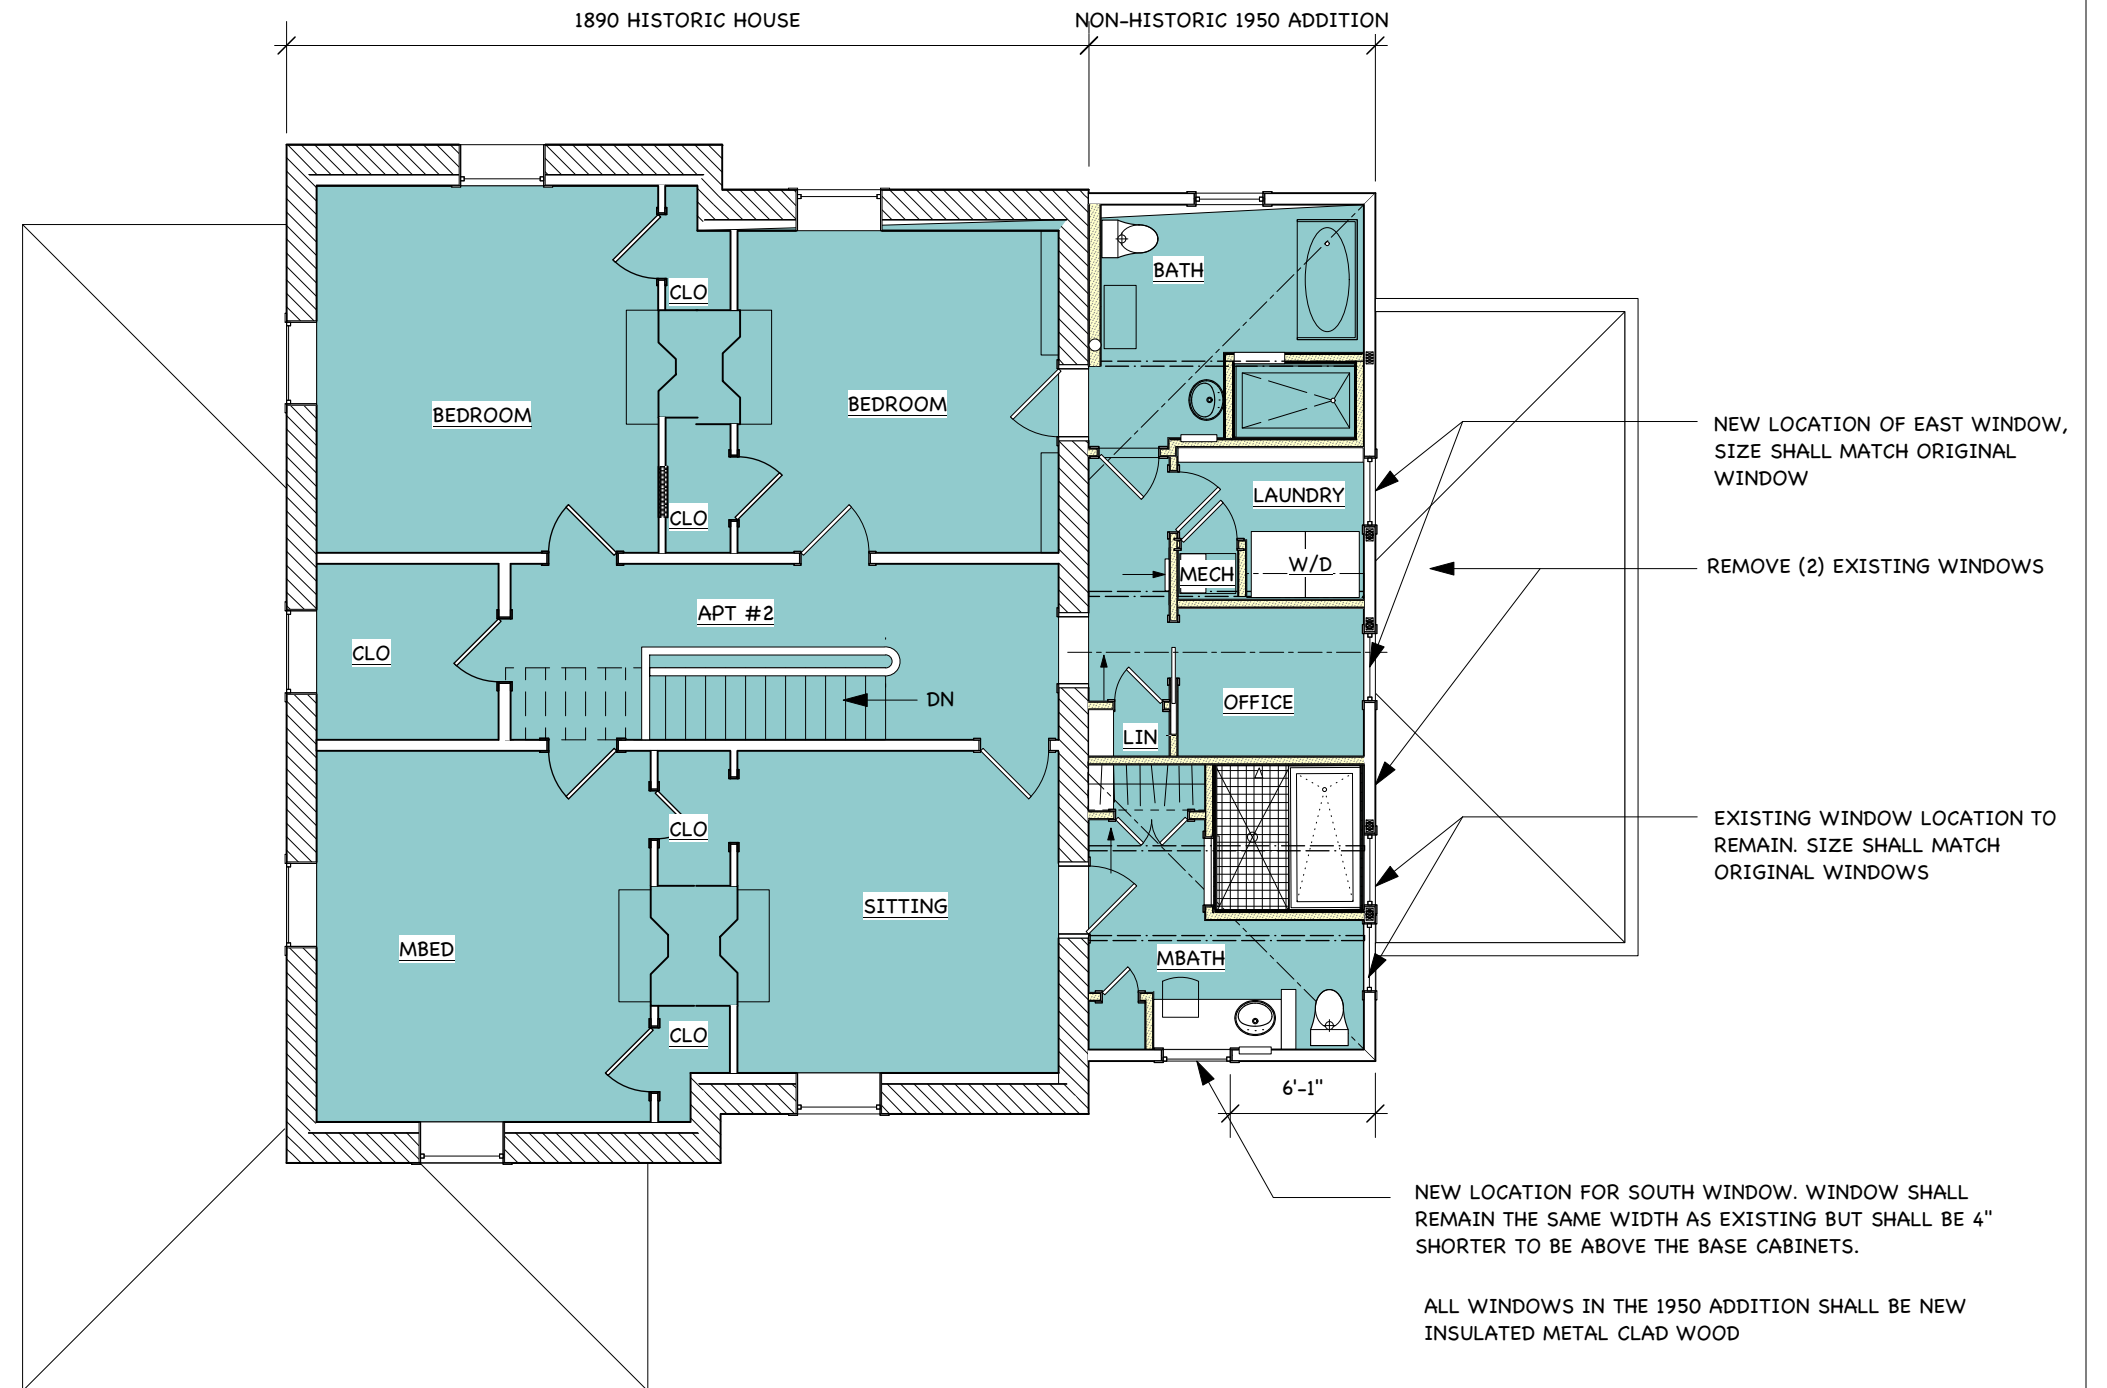 1890 HISTORIC HOUSE
NON-HISTORIC 1950 ADDITION
BATH
CLO
BEDROOM
BEDROOM
NEW LOCATION OF EAST WINDOW,
SIZE SHALL MATCH ORIGINAL
WINDOW
LAUNDRY
CLO
W/D
MECH
REMOVE (2) EXISTING WINDOWS
APT #2
CLO
DN
OFFICE
LIN
CLO
EXISTING WINDOW LOCATION TO
REMAIN. SIZE SHALL MATCH
ORIGINAL WINDOWS
SITTING
MBED
MBATH
CLO
6'-1"
NEW LOCATION FOR SOUTH WINDOW. WINDOW SHALL
REMAIN THE SAME WIDTH AS EXISTING BUT SHALL BE 4"
SHORTER TO BE ABOVE THE BASE CABINETS.
ALL WINDOWS IN THE 1950 ADDITION SHALL BE NEW
INSULATED METAL CLAD WOOD